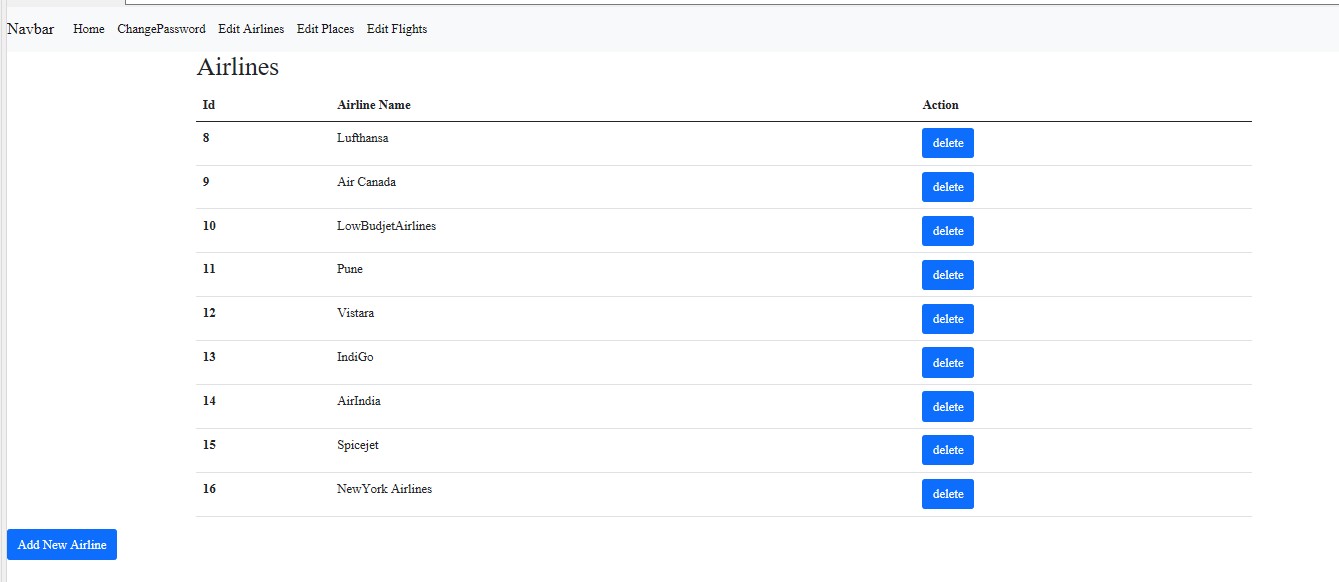 Navbar Home ChangePassword Edit Airlines Edit Places Edit Flights
Airlines
Id Airline Name Action
8 Lufthansa delete
9 Air Canada delete
10 LowBudjetAirlines delete
11 Pune delete
12 Vistara delete
13 IndiGo delete
14 AirIndia delete
15 Spicejet delete
16 NewYork Airlines delete
Add New Airline